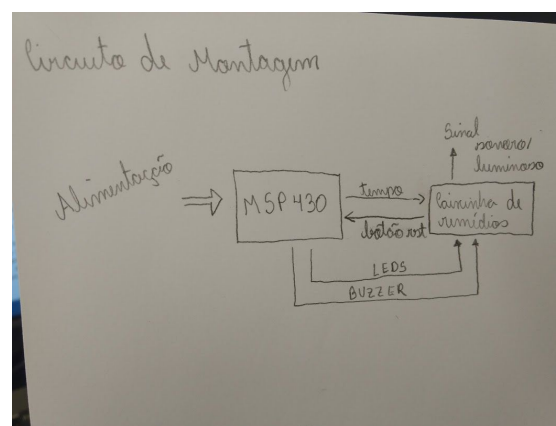 Circuito de Montagem
Sinal
sonoro/
luminoso
Alimentação
MSP430
tempo
botão rst
Caixinha de
remédios
LEDS
BUZZER